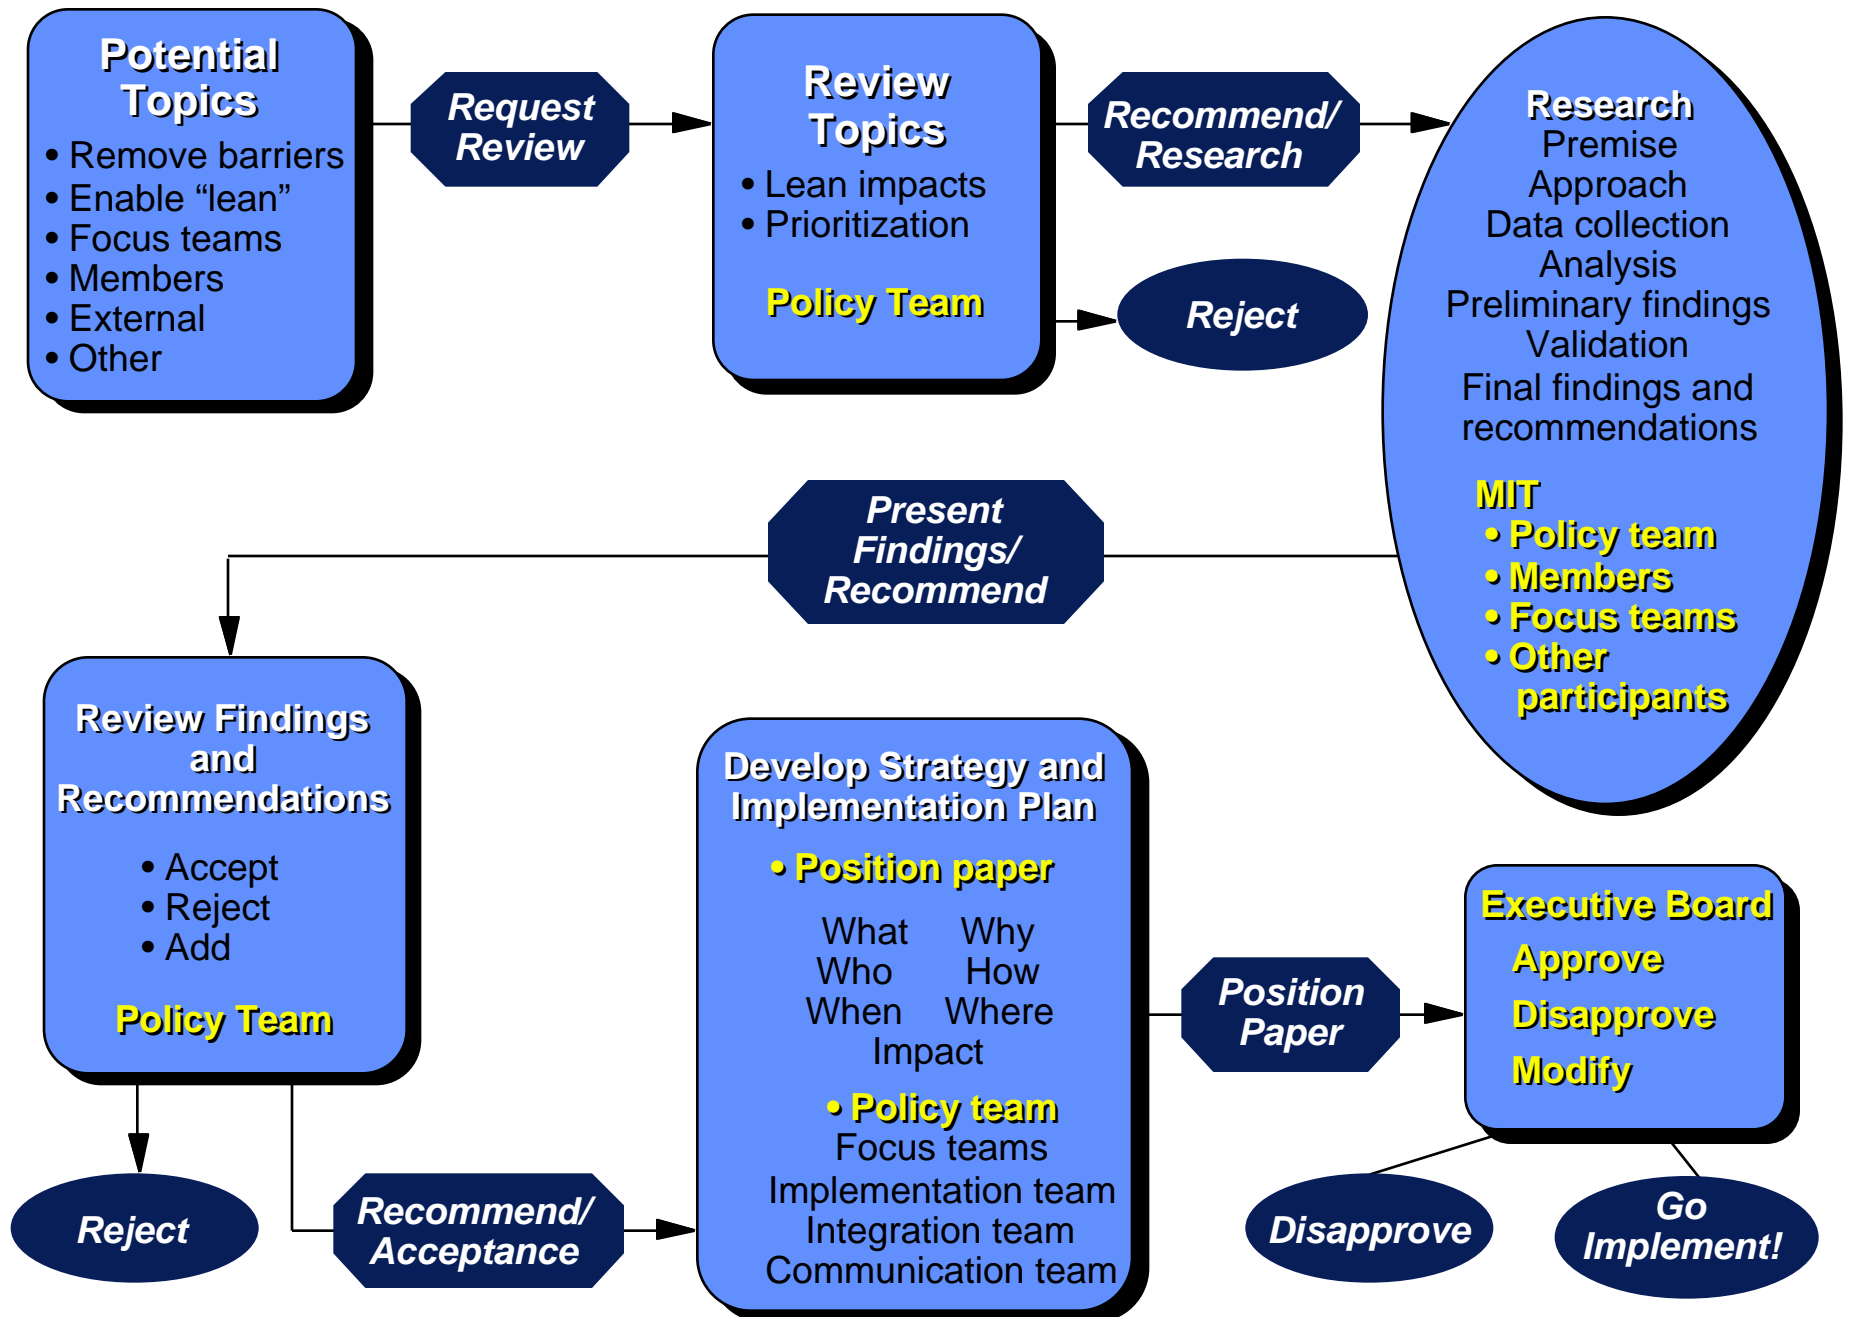 Potential
Topics
• Remove barriers
• Enable “lean”
• Focus teams
• Members
• External
• Other
Request
Review
Review
Topics
• Lean impacts
• Prioritization
Policy Team
Recommend/
Research
Reject
Research
Premise
Approach
Data collection
Analysis
Preliminary findings
Validation
Final findings and
recommendations
MIT
• Policy team
• Members
• Focus teams
• Other
participants
Present
Findings/
Recommend
Review Findings
and
Recommendations
• Accept
• Reject
• Add
Policy Team
Reject
Recommend/
Acceptance
Develop Strategy and
Implementation Plan
• Position paper
What Why
Who How
When Where
Impact
• Policy team
Focus teams
Implementation team
Integration team
Communication team
Position
Paper
Executive Board
Approve
Disapprove
Modify
Disapprove
Go
Implement!